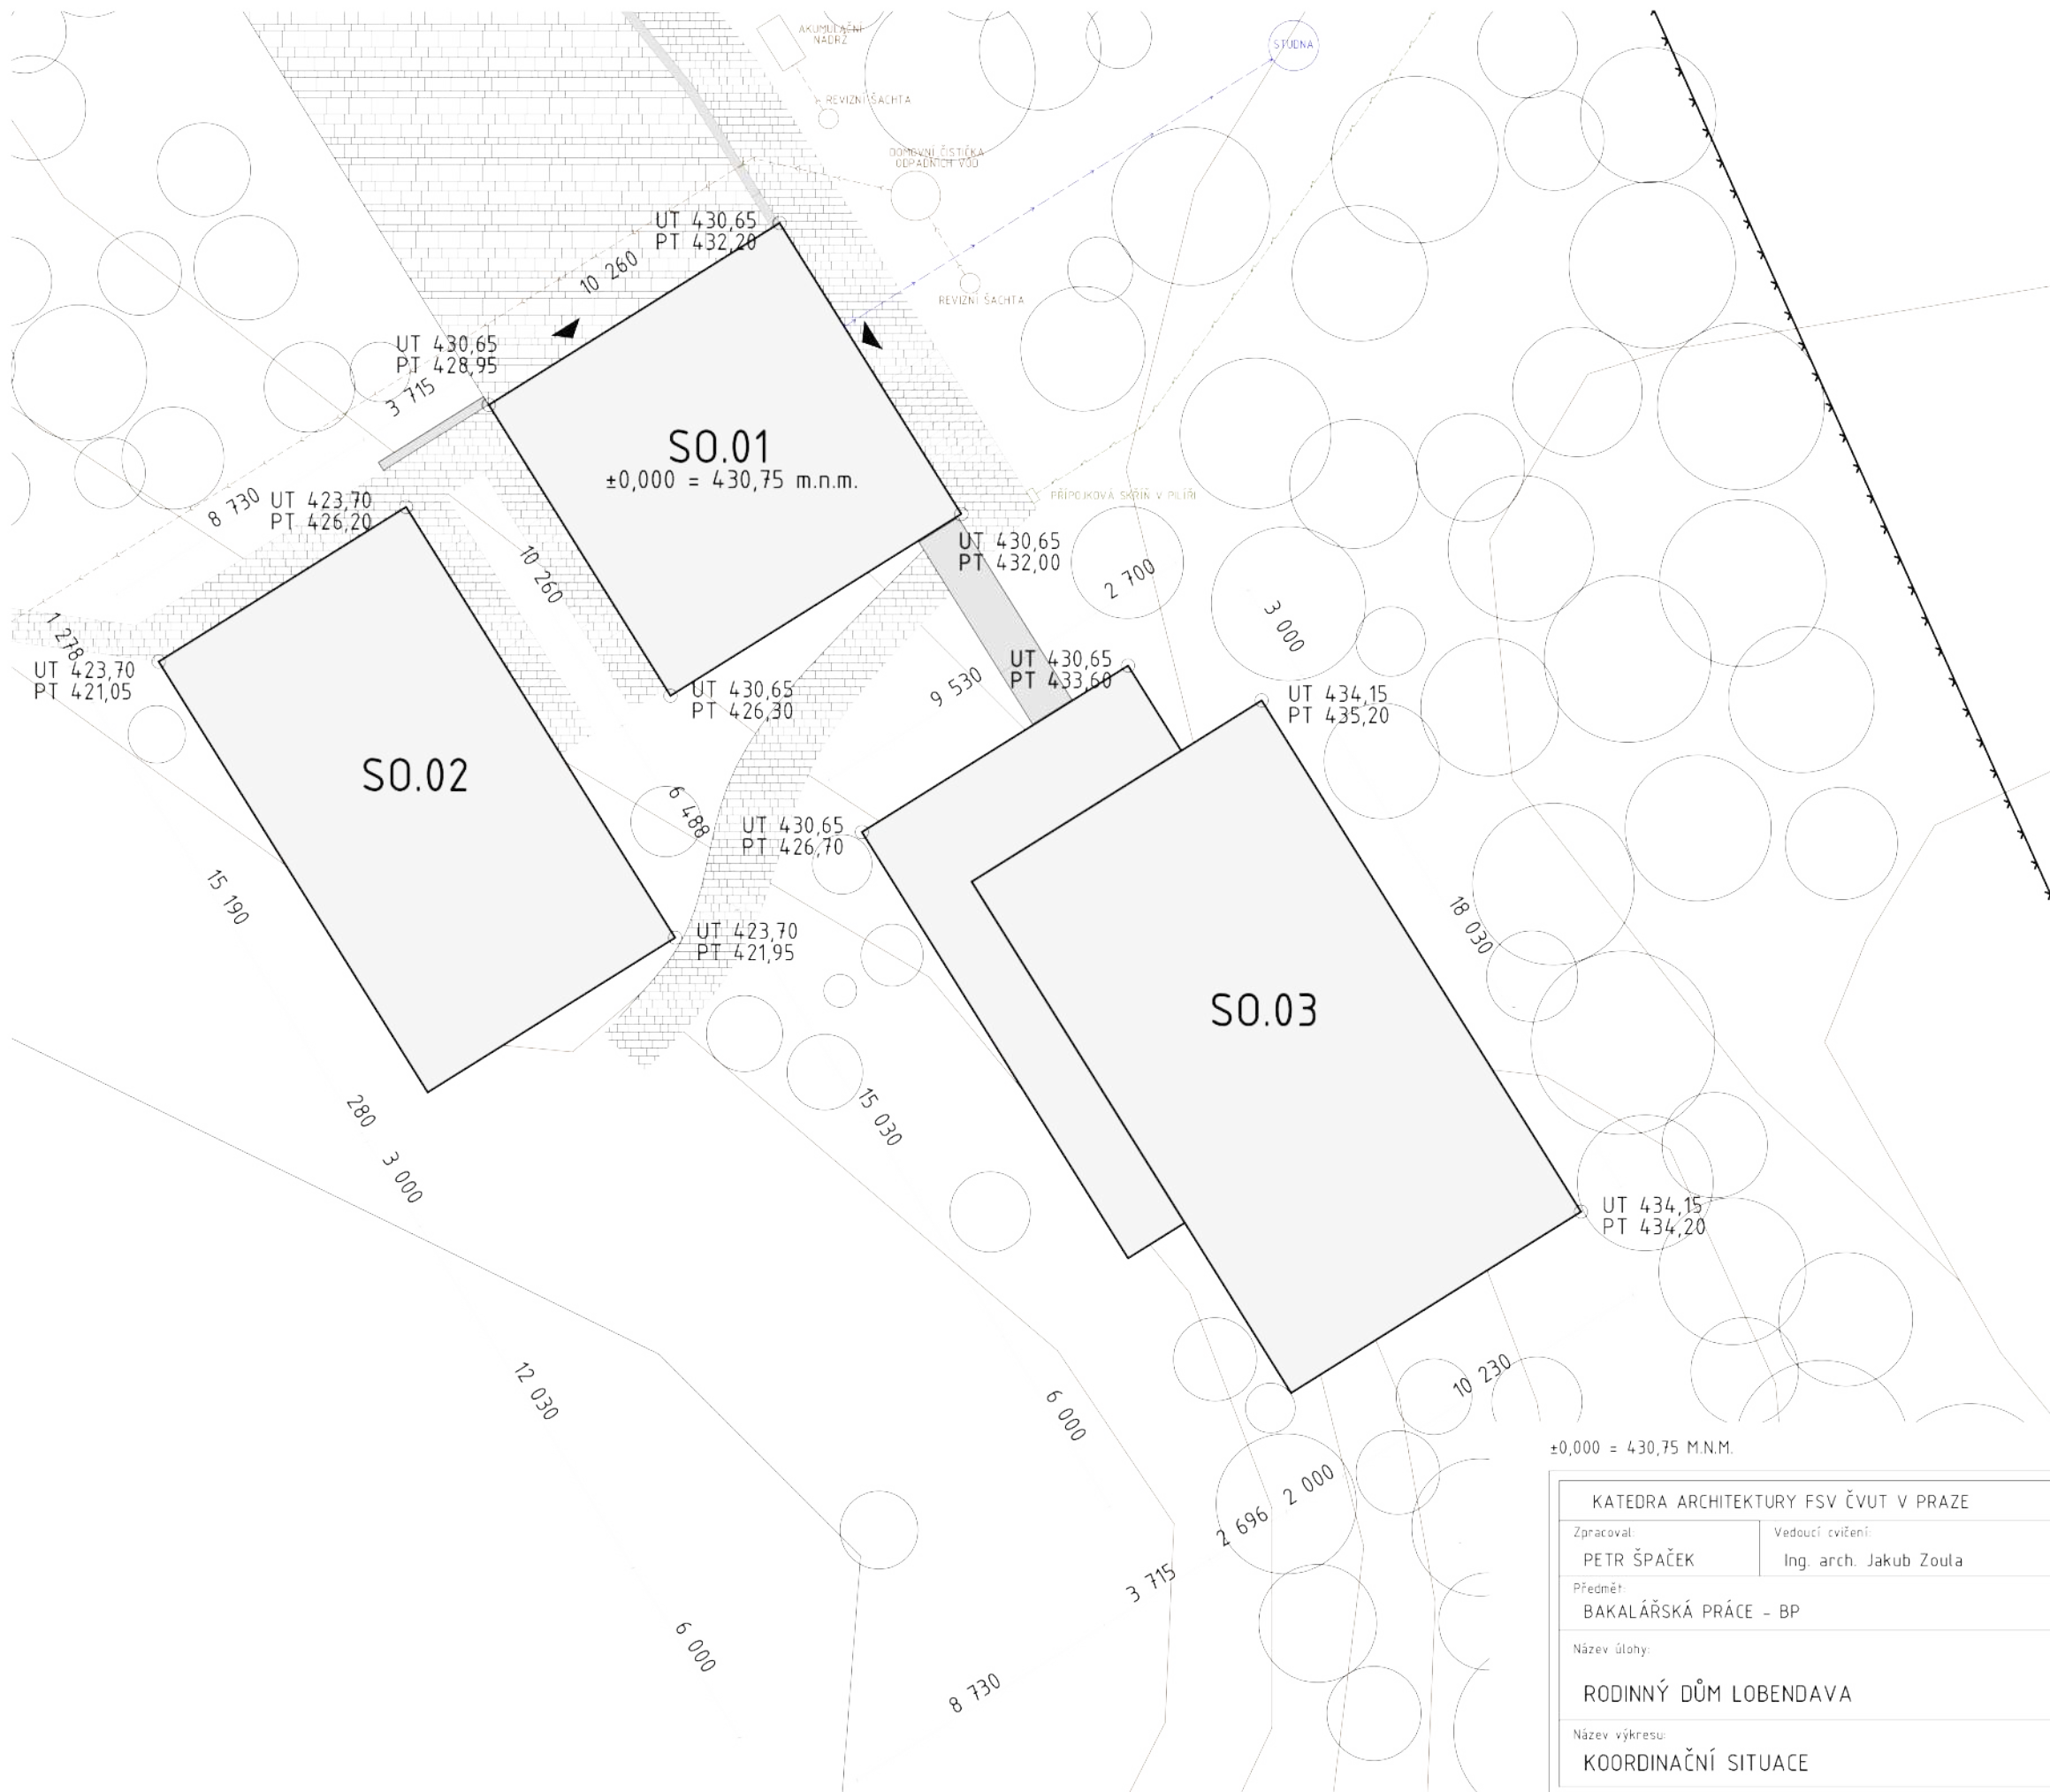 AKUMULAČNÍ
NÁDRŽ
STUDNA
REVIZNÍ ŠACHTA
DOMOVNÍ ČISTIČKA
ODPADNÍCH VOD
UT 430,65
PT 432,20
10 260
REVIZNÍ ŠACHTA
UT 430,65
PT 428,95
3 715
SO.01
±0,000 = 430,75 m.n.m.
8 730
UT 423,70
PT 426,20
PŘÍPOJKOVÁ SKŘÍŇ V PILÍŘI
10 260
UT 430,65
PT 432,00
2 700
3 000
1 278
UT 423,70
PT 421,05
UT 430,65
PT 433,60
9 530
UT 430,65
PT 426,30
UT 434,15
PT 435,20
SO.02
6 488
UT 430,65
PT 426,70
15 190
18 030
UT 423,70
PT 421,95
SO.03
280
15 030
3 000
UT 434,15
PT 434,20
12 030
6 000
10 230
2 000
2 696
3 715
6 000
8 730
±0,000 = 430,75 M.N.M.
KATEDRA ARCHITEKTURY FSV ČVUT V PRAZE
Zpracoval:
Vedoucí cvičení:
PETR ŠPAČEK
Ing. arch. Jakub Zoula
Předmět:
BAKALÁŘSKÁ PRÁCE - BP
Název úlohy:
RODINNÝ DŮM LOBENDAVA
Název výkresu:
KOORDINAČNÍ SITUACE